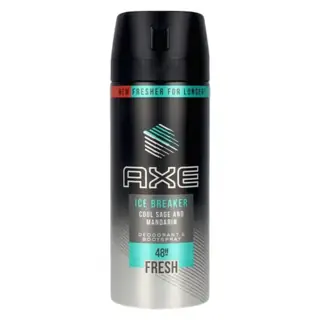 NEW FRESHER FOR LONGER!
AXE
ICE BREAKER
COOL SAGE AND
MANDARIN
DEODORANT &
BODYSPRAY
48H
FRESH